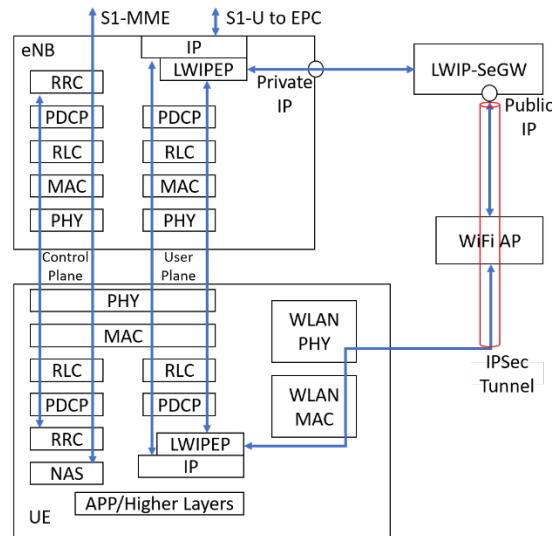 S1-MME
S1-U to EPC
eNB
IP
LWIPEP
RRC
Private
IP
LWIP-SeGW
Public
IP
PDCP
PDCP
RLC
RLC
MAC
MAC
PHY
PHY
WiFi AP
Control
Plane
User
Plane
PHY
MAC
WLAN
PHY
IPSec
Tunnel
RLC
RLC
WLAN
MAC
PDCP
PDCP
RRC
LWIPEP
IP
NAS
APP/Higher Layers
UE